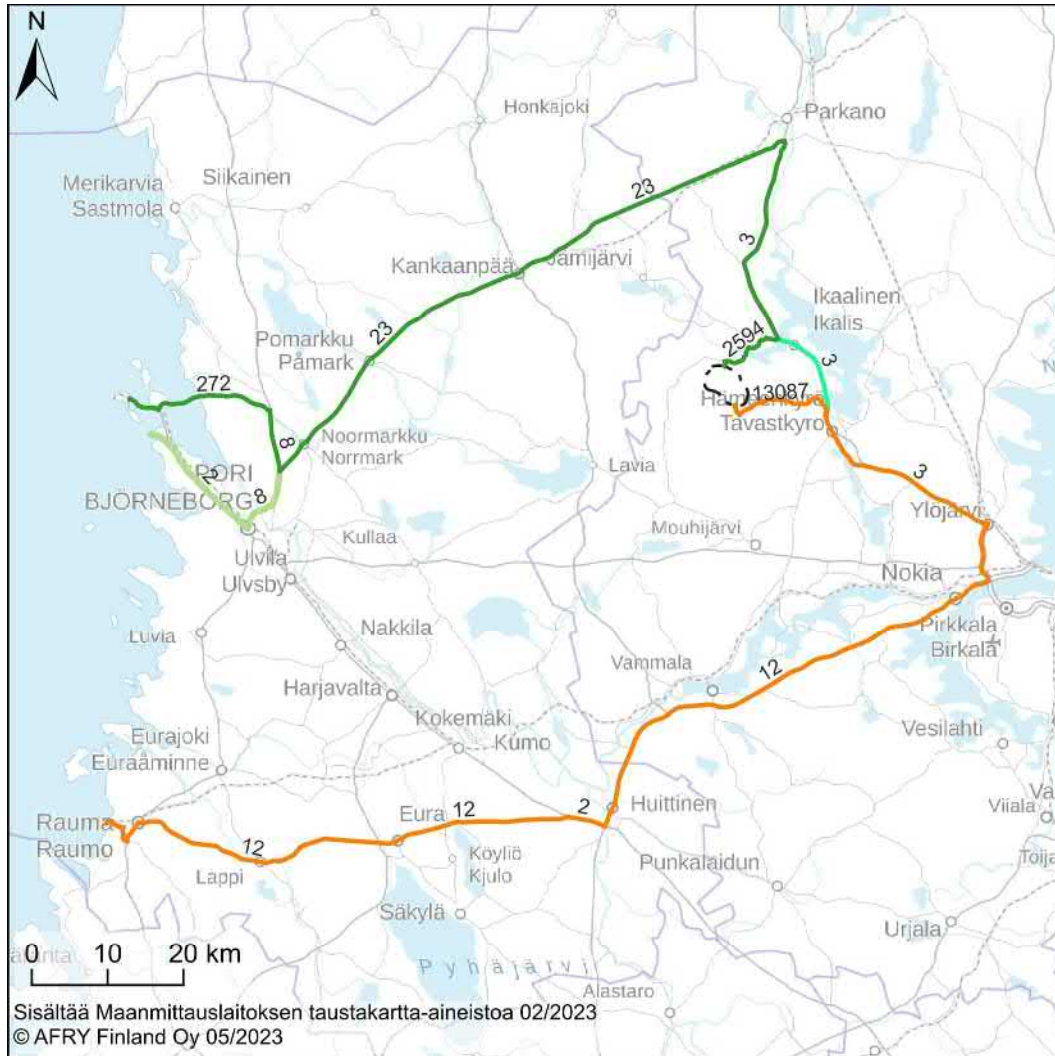 N
Honkajoki
Parkano
Merikarvia
Sastmola
Siikainen
23
3
Kankaanpää
Jämijärvi
Ikaalinen
Ikalis
23
Pomarkku
Påmark
2594
3
272
13087
Hämeenkyrö
Tavastkyro
8
Noormarkku
Norrmark
PORI
BJÖRNEBORG
2
8
Lavia
3
Ylöjärvi
Mouhijärvi
Kullaa
Ulvila
Ulvsby
Nokia
Pirkkala
Birkala
Luvia
Nakkila
Vammala
12
Harjavalta
Kokemäki
Kumo
Vesilahti
Eurajoki
Euraåminne
Rauma
Raumo
Eura
12
2
Huittinen
Va
Viiala
Toija
12
Lappi
Köyliö
Kjulo
Punkalaidun
Säkylä
Urjala
0 10 20 km
Pyhäjärvi
Alastaro
Sisältää Maanmittauslaitoksen taustakartta-aineistoa 02/2023
© AFRY Finland Oy 05/2023